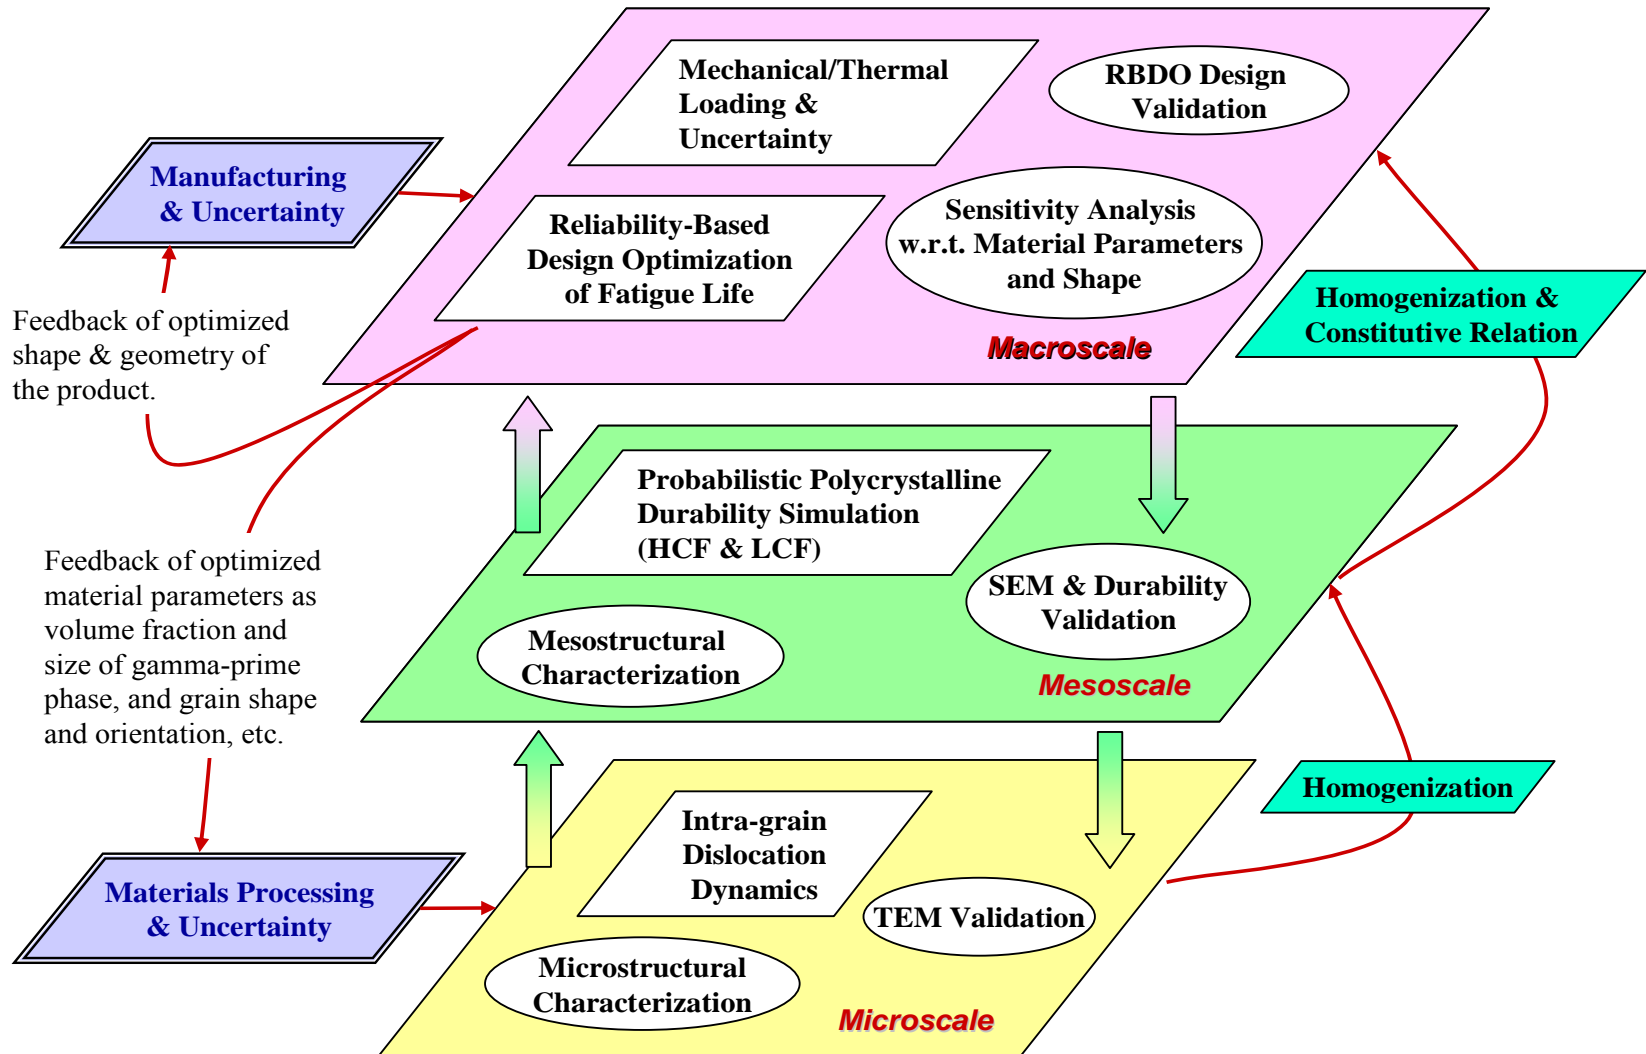 Mechanical/Thermal
Loading &
Uncertainty
RBDO Design
Validation
Manufacturing
& Uncertainty
Reliability-Based
Design Optimization
of Fatigue Life
Sensitivity Analysis
w.r.t. Material Parameters
and Shape
Macroscale
Homogenization &
Constitutive Relation
Feedback of optimized
shape & geometry of
the product.
Probabilistic Polycrystalline
Durability Simulation
(HCF & LCF)
SEM & Durability
Validation
Mesostructural
Characterization
Mesoscale
Feedback of optimized
material parameters as
volume fraction and
size of gamma-prime
phase, and grain shape
and orientation, etc.
Homogenization
Intra-grain
Dislocation
Dynamics
TEM Validation
Materials Processing
& Uncertainty
Microstructural
Characterization
Microscale